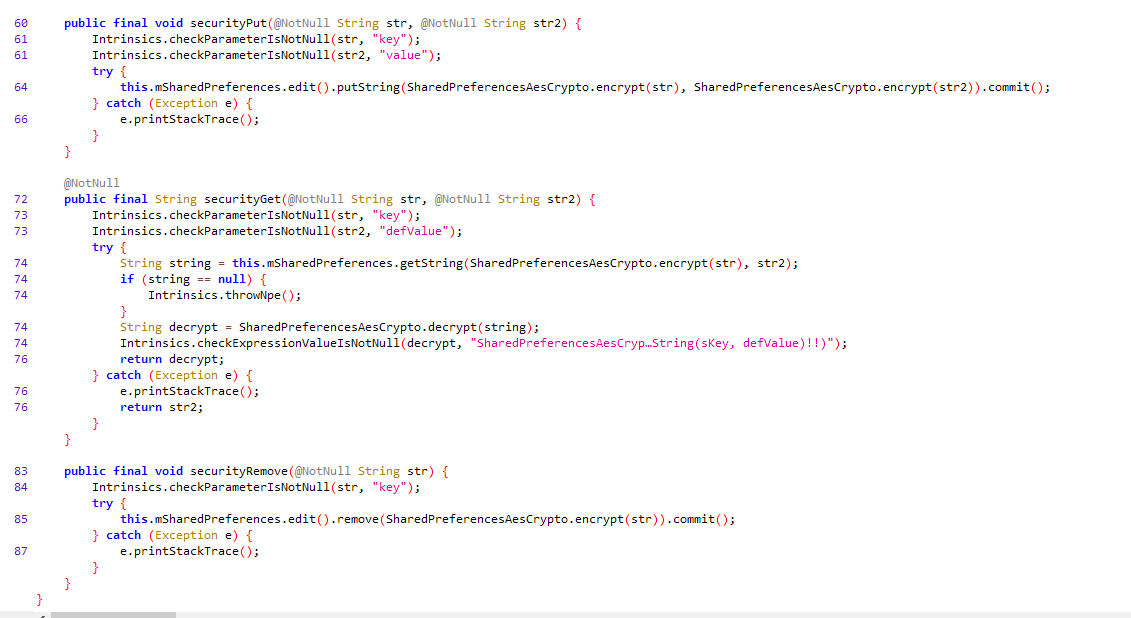 60 public final void securityPut(@NotNull String str, @NotNull String str2) {
61 Intrinsics.checkParameterIsNotNull(str, "key");
61 Intrinsics.checkParameterIsNotNull(str2, "value");
try {
64 this.mSharedPreferences.edit().putString(SharedPreferencesAesCrypto.encrypt(str), SharedPreferencesAesCrypto.encrypt(str2)).commit();
} catch (Exception e) {
66 e.printStackTrace();
}
}
@NotNull
72 public final String securityGet(@NotNull String str, @NotNull String str2) {
73 Intrinsics.checkParameterIsNotNull(str, "key");
73 Intrinsics.checkParameterIsNotNull(str2, "defValue");
try {
74 String string = this.mSharedPreferences.getString(SharedPreferencesAesCrypto.encrypt(str), str2);
74 if (string == null) {
74 Intrinsics.throwNpe();
}
74 String decrypt = SharedPreferencesAesCrypto.decrypt(string);
74 Intrinsics.checkExpressionValueIsNotNull(decrypt, "SharedPreferencesAesCryp…String(sKey, defValue)!!)");
76 return decrypt;
} catch (Exception e) {
76 e.printStackTrace();
76 return str2;
}
}
83 public final void securityRemove(@NotNull String str) {
84 Intrinsics.checkParameterIsNotNull(str, "key");
try {
85 this.mSharedPreferences.edit().remove(SharedPreferencesAesCrypto.encrypt(str)).commit();
} catch (Exception e) {
87 e.printStackTrace();
}
}
}